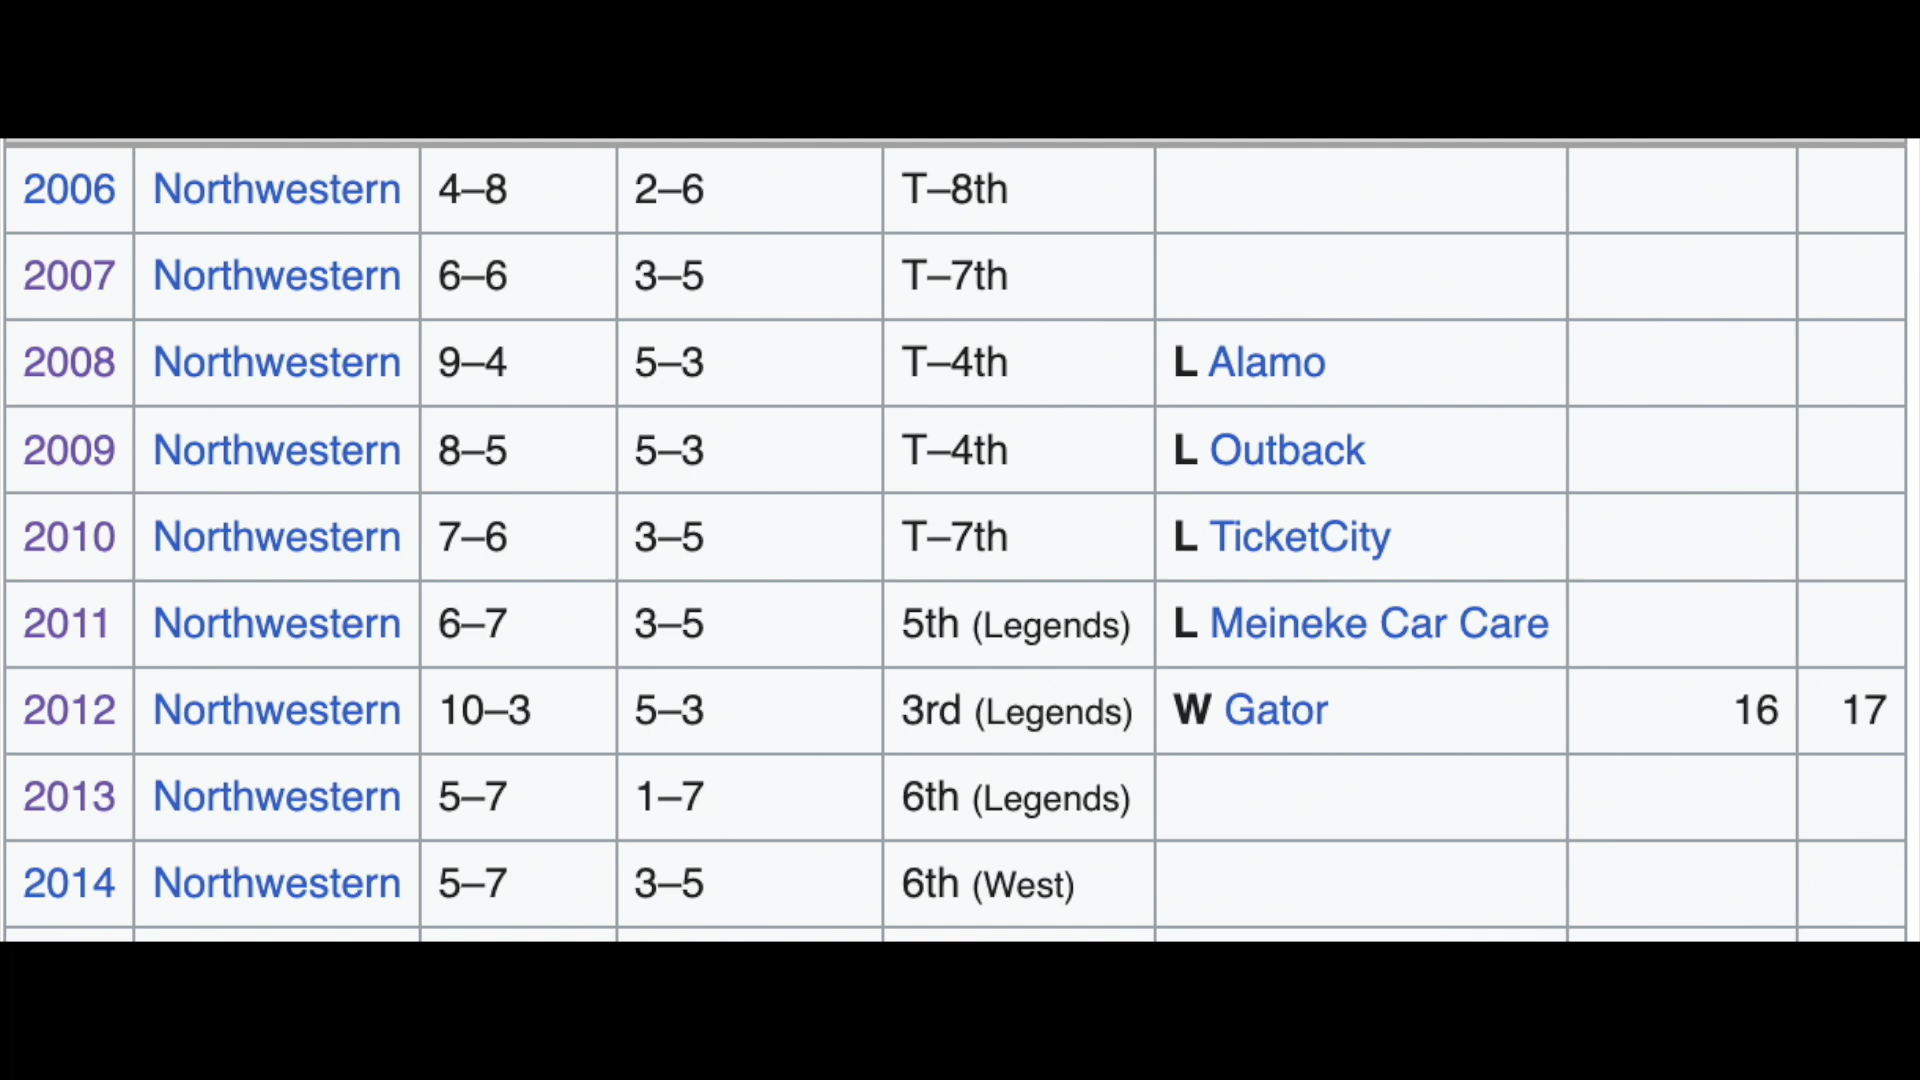 2006 Northwestern 4–8 2–6 T–8th
2007 Northwestern 6–6 3–5 T–7th
2008 Northwestern 9–4 5–3 T–4th L Alamo
2009 Northwestern 8–5 5–3 T–4th L Outback
2010 Northwestern 7–6 3–5 T–7th L TicketCity
2011 Northwestern 6–7 3–5 5th (Legends) L Meineke Car Care
2012 Northwestern 10–3 5–3 3rd (Legends) W Gator 16 17
2013 Northwestern 5–7 1–7 6th (Legends)
2014 Northwestern 5–7 3–5 6th (West)